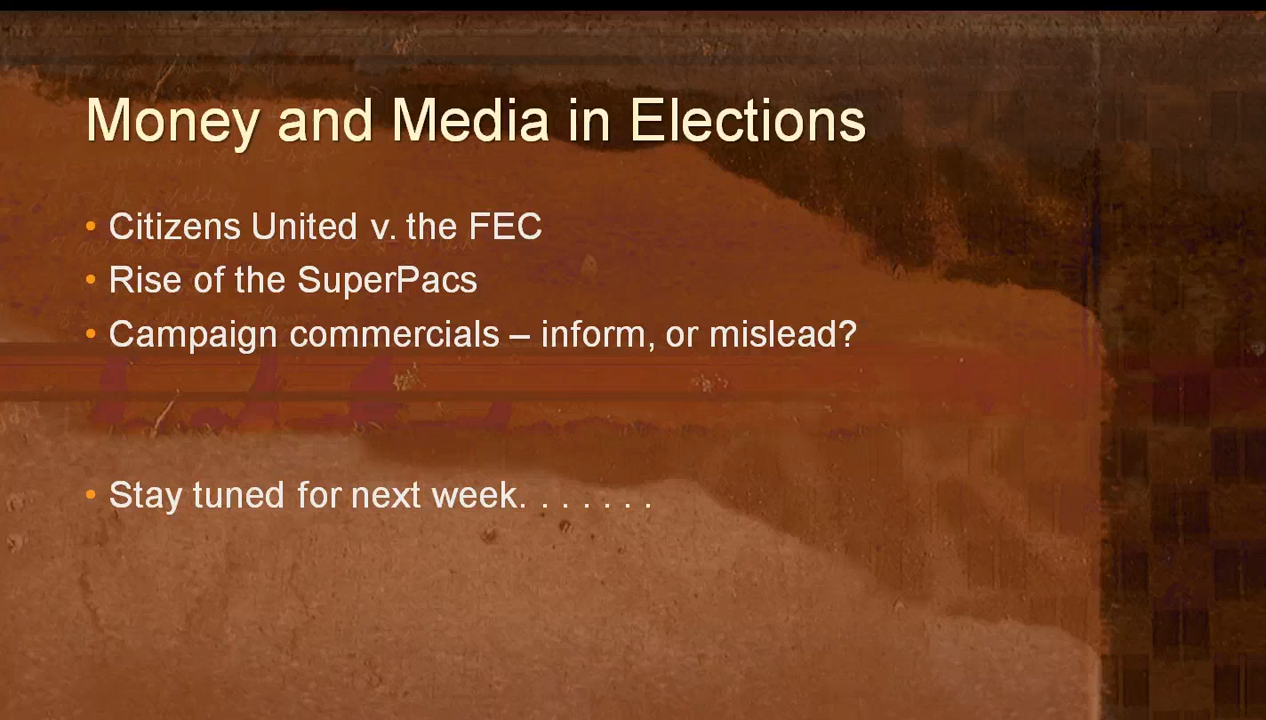 Money and Media in Elections
• Citizens United v. the FEC
• Rise of the SuperPacs
• Campaign commercials – inform, or mislead?
• Stay tuned for next week. . . . . . .